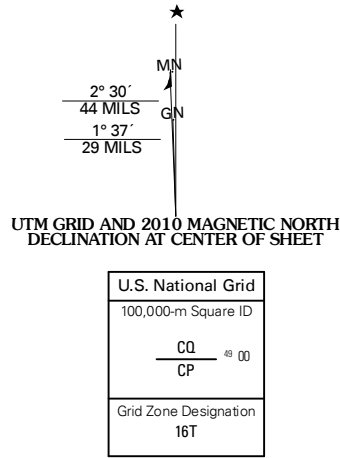 ★
MN
2° 30´
44 MILS
GN
1° 37´
29 MILS
UTM GRID AND 2010 MAGNETIC NORTH
DECLINATION AT CENTER OF SHEET
U.S. National Grid
100,000-m Square ID
CQ
49 00
CP
Grid Zone Designation
16T